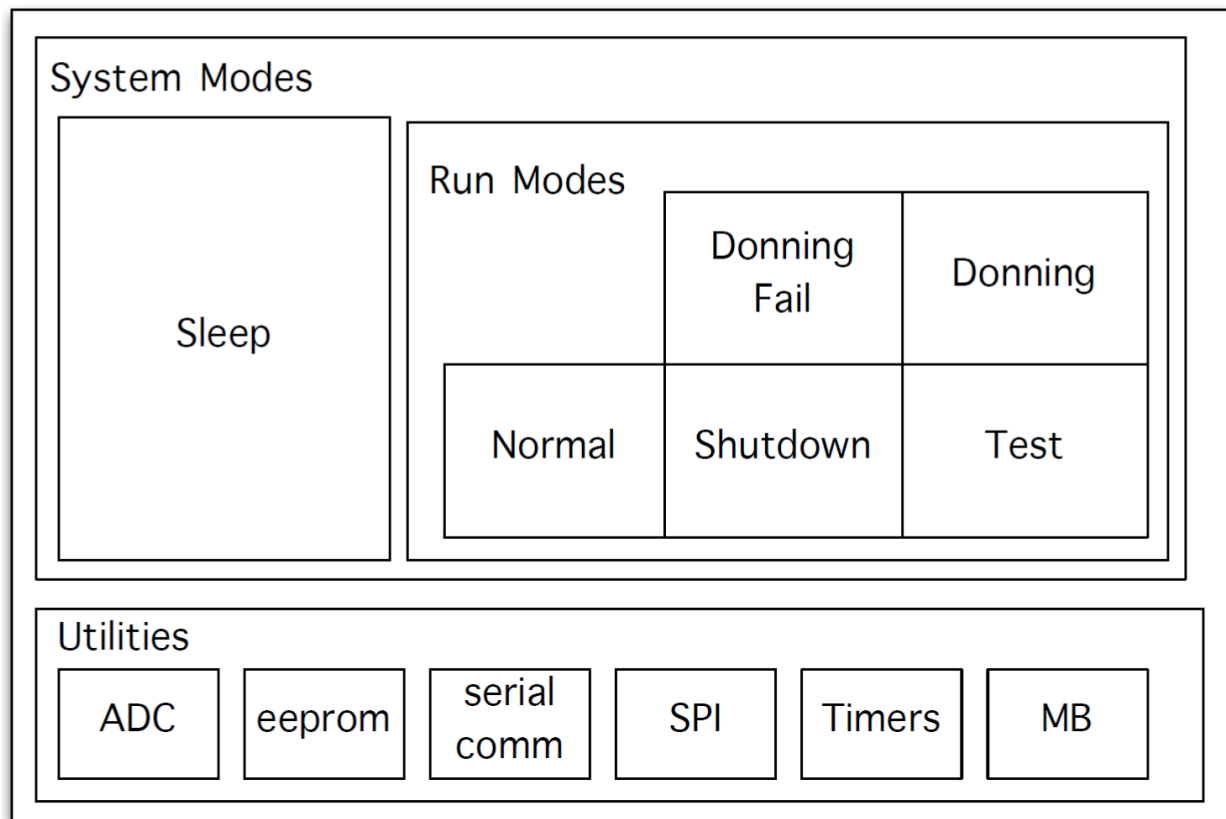 System Modes
Sleep
Run Modes
Donning
Fail
Donning
Normal
Shutdown
Test
Utilities
ADC
eeprom
serial
comm
SPI
Timers
MB